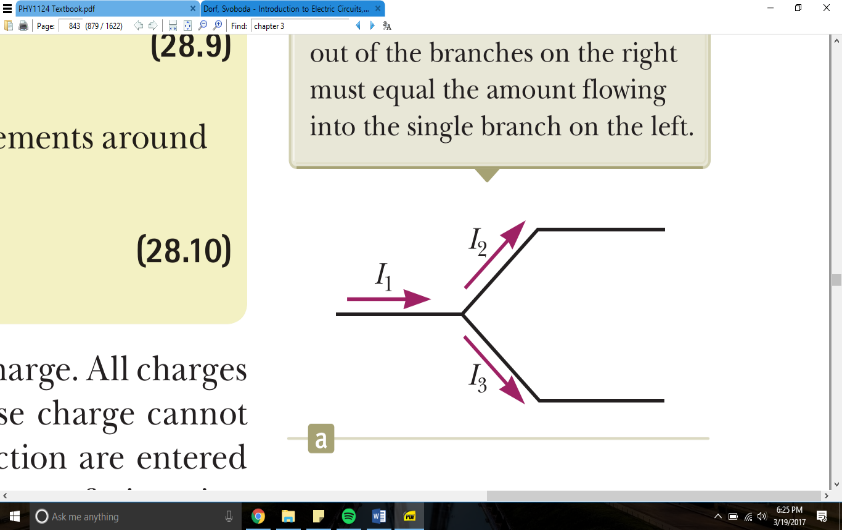 PHY1124 Textbook.pdf
Dorf, Svoboda - Introduction to Electric Circuits,...
Page: 843 (879 / 1622) Find: chapter 3
(28.9)
ements around
(28.10)
harge. All charges
se charge cannot
ction are entered
out of the branches on the right
must equal the amount flowing
into the single branch on the left.
I2
I1
I3
a
Ask me anything
6:25 PM
3/19/2017